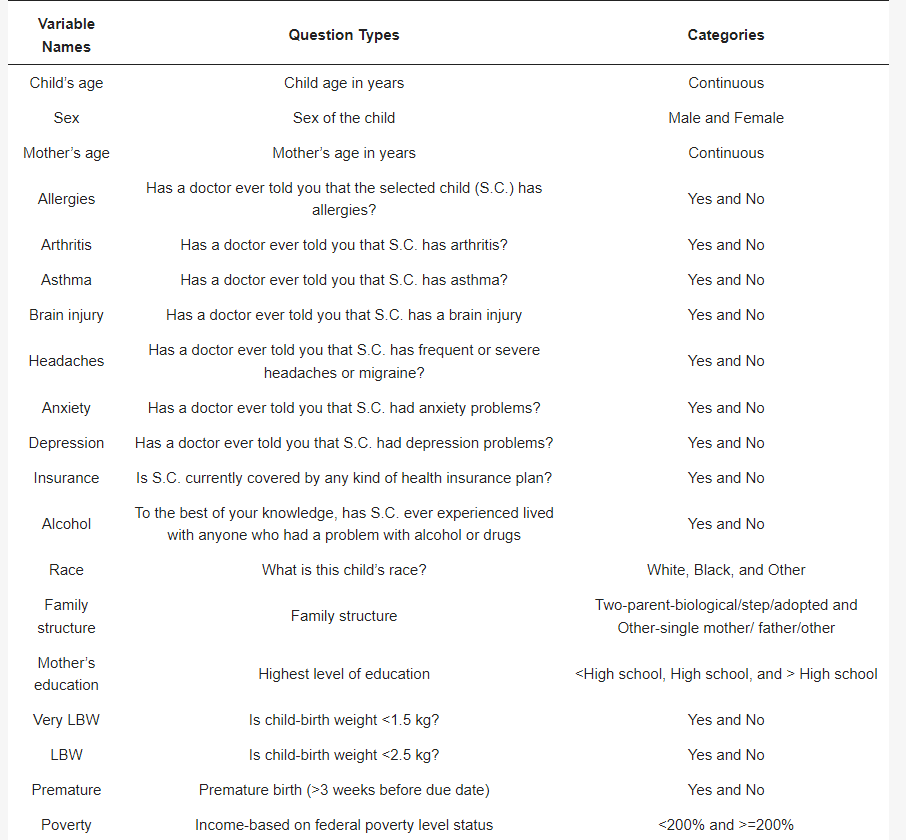 Variable Names Question Types Categories
Child’s age Child age in years Continuous
Sex Sex of the child Male and Female
Mother’s age Mother’s age in years Continuous
Allergies Has a doctor ever told you that the selected child (S.C.) has allergies? Yes and No
Arthritis Has a doctor ever told you that S.C. has arthritis? Yes and No
Asthma Has a doctor ever told you that S.C. has asthma? Yes and No
Brain injury Has a doctor ever told you that S.C. has a brain injury Yes and No
Headaches Has a doctor ever told you that S.C. has frequent or severe headaches or migraine? Yes and No
Anxiety Has a doctor ever told you that S.C. had anxiety problems? Yes and No
Depression Has a doctor ever told you that S.C. had depression problems? Yes and No
Insurance Is S.C. currently covered by any kind of health insurance plan? Yes and No
Alcohol To the best of your knowledge, has S.C. ever experienced lived with anyone who had a problem with alcohol or drugs Yes and No
Race What is this child’s race? White, Black, and Other
Family structure Family structure Two-parent-biological/step/adopted and Other-single mother/ father/other
Mother’s education Highest level of education <High school, High school, and > High school
Very LBW Is child-birth weight <1.5 kg? Yes and No
LBW Is child-birth weight <2.5 kg? Yes and No
Premature Premature birth (>3 weeks before due date) Yes and No
Poverty Income-based on federal poverty level status <200% and >=200%